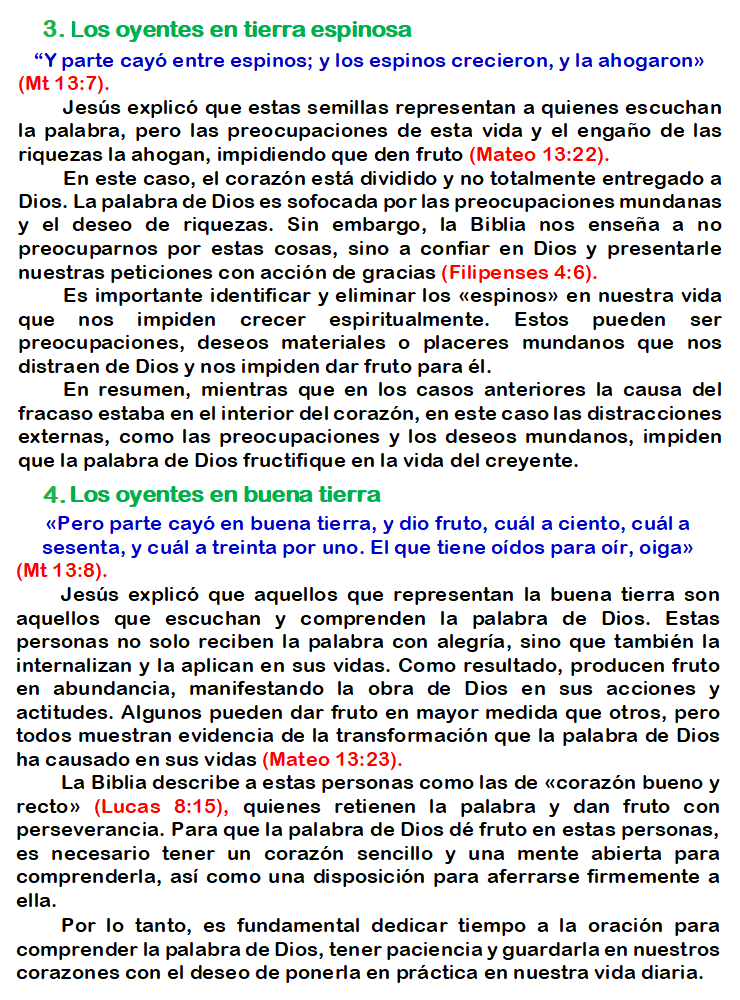 3. Los oyentes en tierra espinosa
“Y parte cayó entre espinos; y los espinos crecieron, y la ahogaron»
(Mt 13:7).
Jesús explicó que estas semillas representan a quienes escuchan
la palabra, pero las preocupaciones de esta vida y el engaño de las
riquezas la ahogan, impidiendo que den fruto (Mateo 13:22).
En este caso, el corazón está dividido y no totalmente entregado a
Dios. La palabra de Dios es sofocada por las preocupaciones mundanas
y el deseo de riquezas. Sin embargo, la Biblia nos enseña a no
preocuparnos por estas cosas, sino a confiar en Dios y presentarle
nuestras peticiones con acción de gracias (Filipenses 4:6).
Es importante identificar y eliminar los «espinos» en nuestra vida
que nos impiden crecer espiritualmente. Estos pueden ser
preocupaciones, deseos materiales o placeres mundanos que nos
distraen de Dios y nos impiden dar fruto para él.
En resumen, mientras que en los casos anteriores la causa del
fracaso estaba en el interior del corazón, en este caso las distracciones
externas, como las preocupaciones y los deseos mundanos, impiden
que la palabra de Dios fructifique en la vida del creyente.
4. Los oyentes en buena tierra
«Pero parte cayó en buena tierra, y dio fruto, cuál a ciento, cuál a
sesenta, y cuál a treinta por uno. El que tiene oídos para oír, oiga»
(Mt 13:8).
Jesús explicó que aquellos que representan la buena tierra son
aquellos que escuchan y comprenden la palabra de Dios. Estas
personas no solo reciben la palabra con alegría, sino que también la
internalizan y la aplican en sus vidas. Como resultado, producen fruto
en abundancia, manifestando la obra de Dios en sus acciones y
actitudes. Algunos pueden dar fruto en mayor medida que otros, pero
todos muestran evidencia de la transformación que la palabra de Dios
ha causado en sus vidas (Mateo 13:23).
La Biblia describe a estas personas como las de «corazón bueno y
recto» (Lucas 8:15), quienes retienen la palabra y dan fruto con
perseverancia. Para que la palabra de Dios dé fruto en estas personas,
es necesario tener un corazón sencillo y una mente abierta para
comprenderla, así como una disposición para aferrarse firmemente a
ella.
Por lo tanto, es fundamental dedicar tiempo a la oración para
comprender la palabra de Dios, tener paciencia y guardarla en nuestros
corazones con el deseo de ponerla en práctica en nuestra vida diaria.